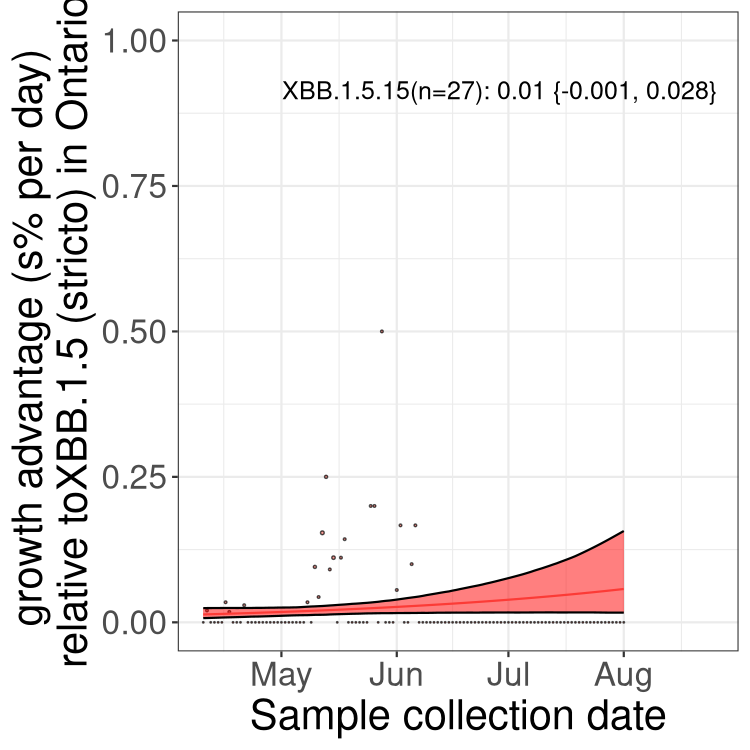 growth advantage (s% per day)
relative toXBB.1.5 (stricto) in Ontario
1.00
0.75
0.50
0.25
0.00
XBB.1.5.15(n=27): 0.01 {-0.001, 0.028}
May Jun Jul Aug
Sample collection date